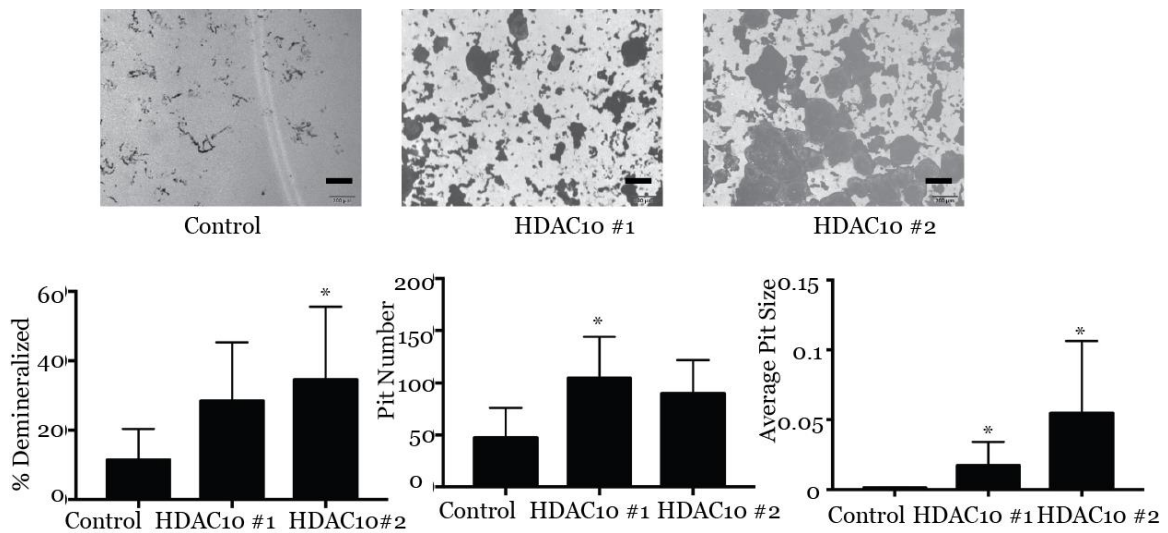 100 µm
Control
HDAC10 #1
HDAC10 #2
% Demineralized
60
40
20
0
*
Control HDAC10 #1 HDAC10#2
Pit Number
200
150
100
50
0
*
Control HDAC10 #1 HDAC10 #2
Average Pit Size
0.15
0.1
0.05
0
*
*
Control HDAC10 #1 HDAC10 #2